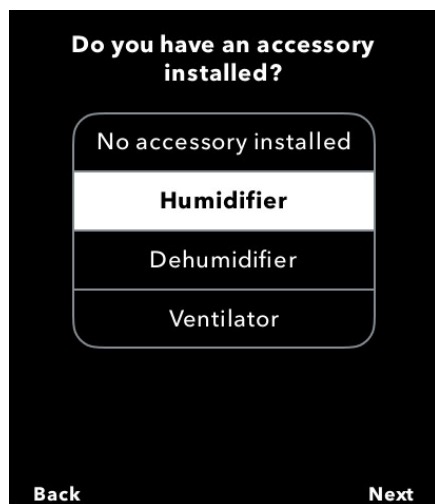 Do you have an accessory
installed?
No accessory installed
Humidifier
Dehumidifier
Ventilator
Back
Next